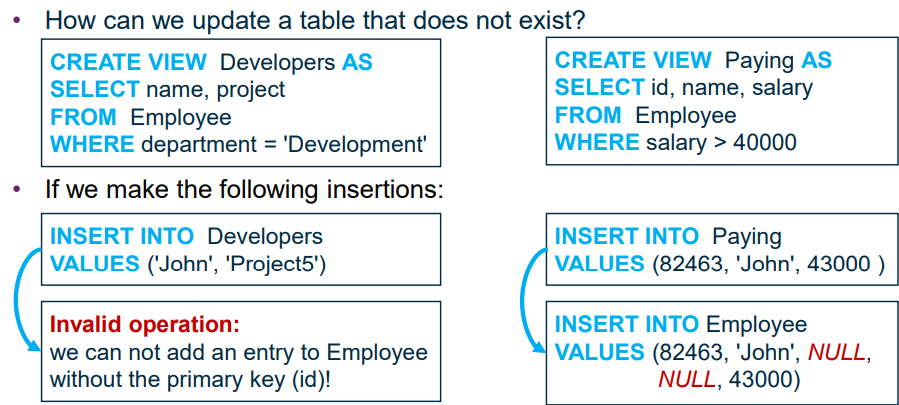 • How can we update a table that does not exist?
CREATE VIEW Developers AS
SELECT name, project
FROM Employee
WHERE department = 'Development'
CREATE VIEW Paying AS
SELECT id, name, salary
FROM Employee
WHERE salary > 40000
• If we make the following insertions:
INSERT INTO Developers
VALUES ('John', 'Project5')
INSERT INTO Paying
VALUES (82463, 'John', 43000 )
Invalid operation:
we can not add an entry to Employee
without the primary key (id)!
INSERT INTO Employee
VALUES (82463, 'John', NULL,
NULL, 43000)